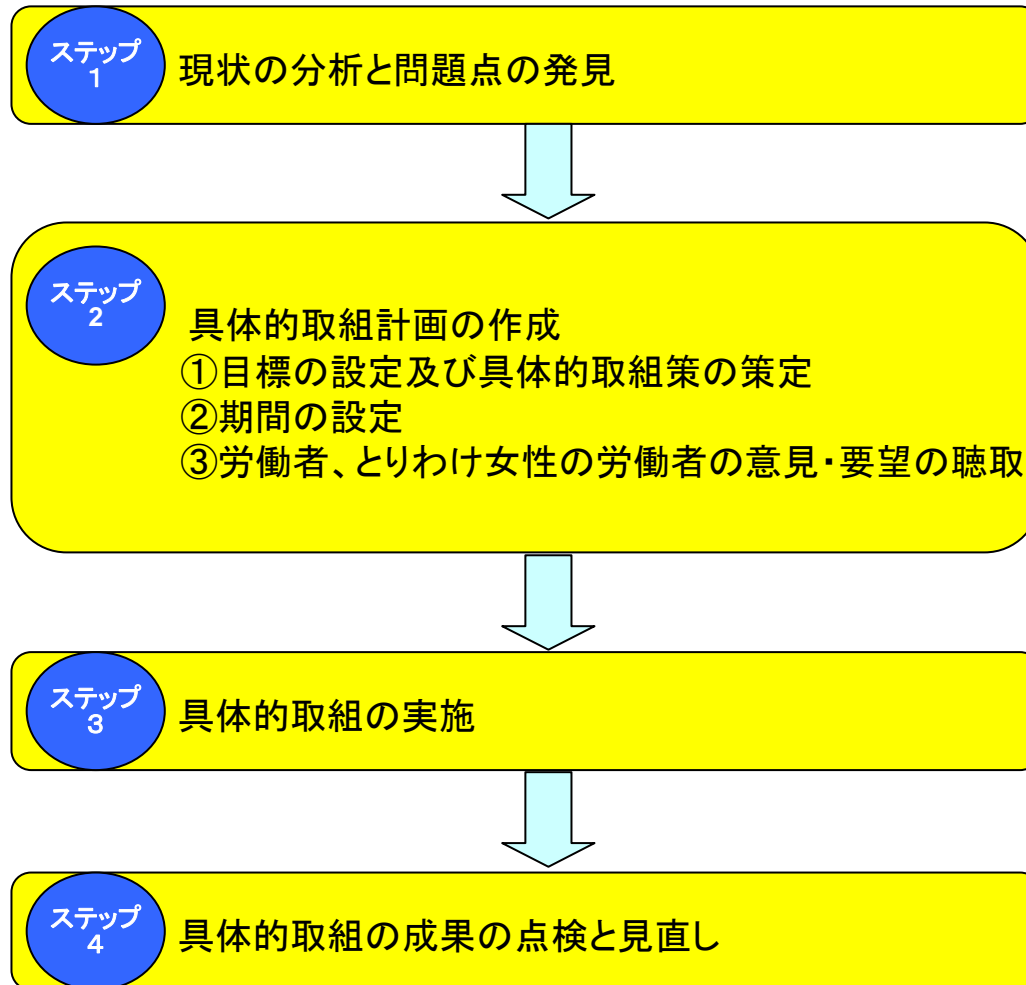 ステップ
１
現状の分析と問題点の発見
ステップ
２
具体的取組計画の作成
①目標の設定及び具体的取組策の策定
②期間の設定
③労働者、とりわけ女性の労働者の意見・要望の聴取
ステップ
３
具体的取組の実施
ステップ
４
具体的取組の成果の点検と見直し